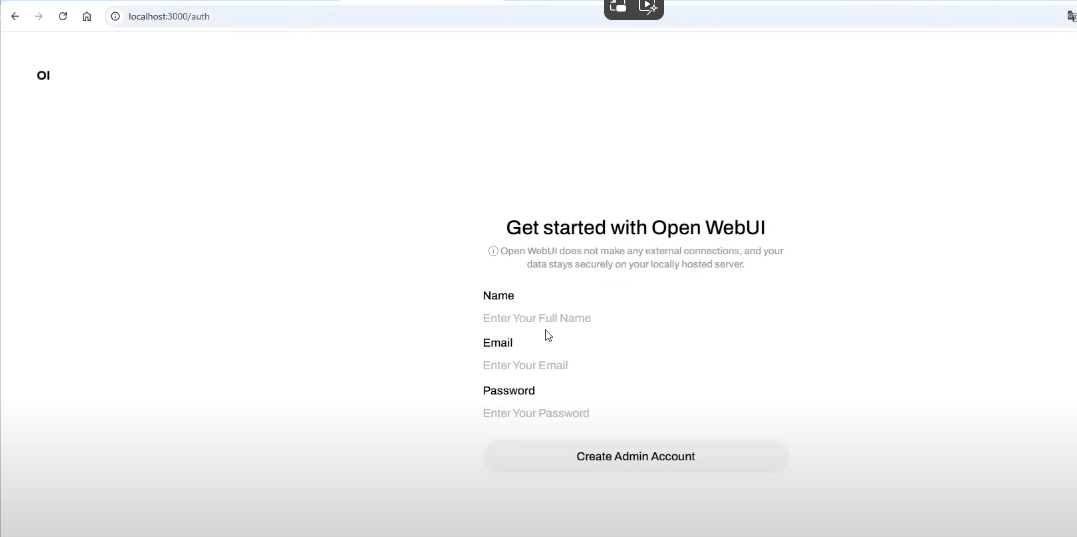 localhost:3000/auth
OI
Get started with Open WebUI
Open WebUI does not make any external connections, and your
data stays securely on your locally hosted server.
Name
Enter Your Full Name
Email
Enter Your Email
Password
Enter Your Password
Create Admin Account